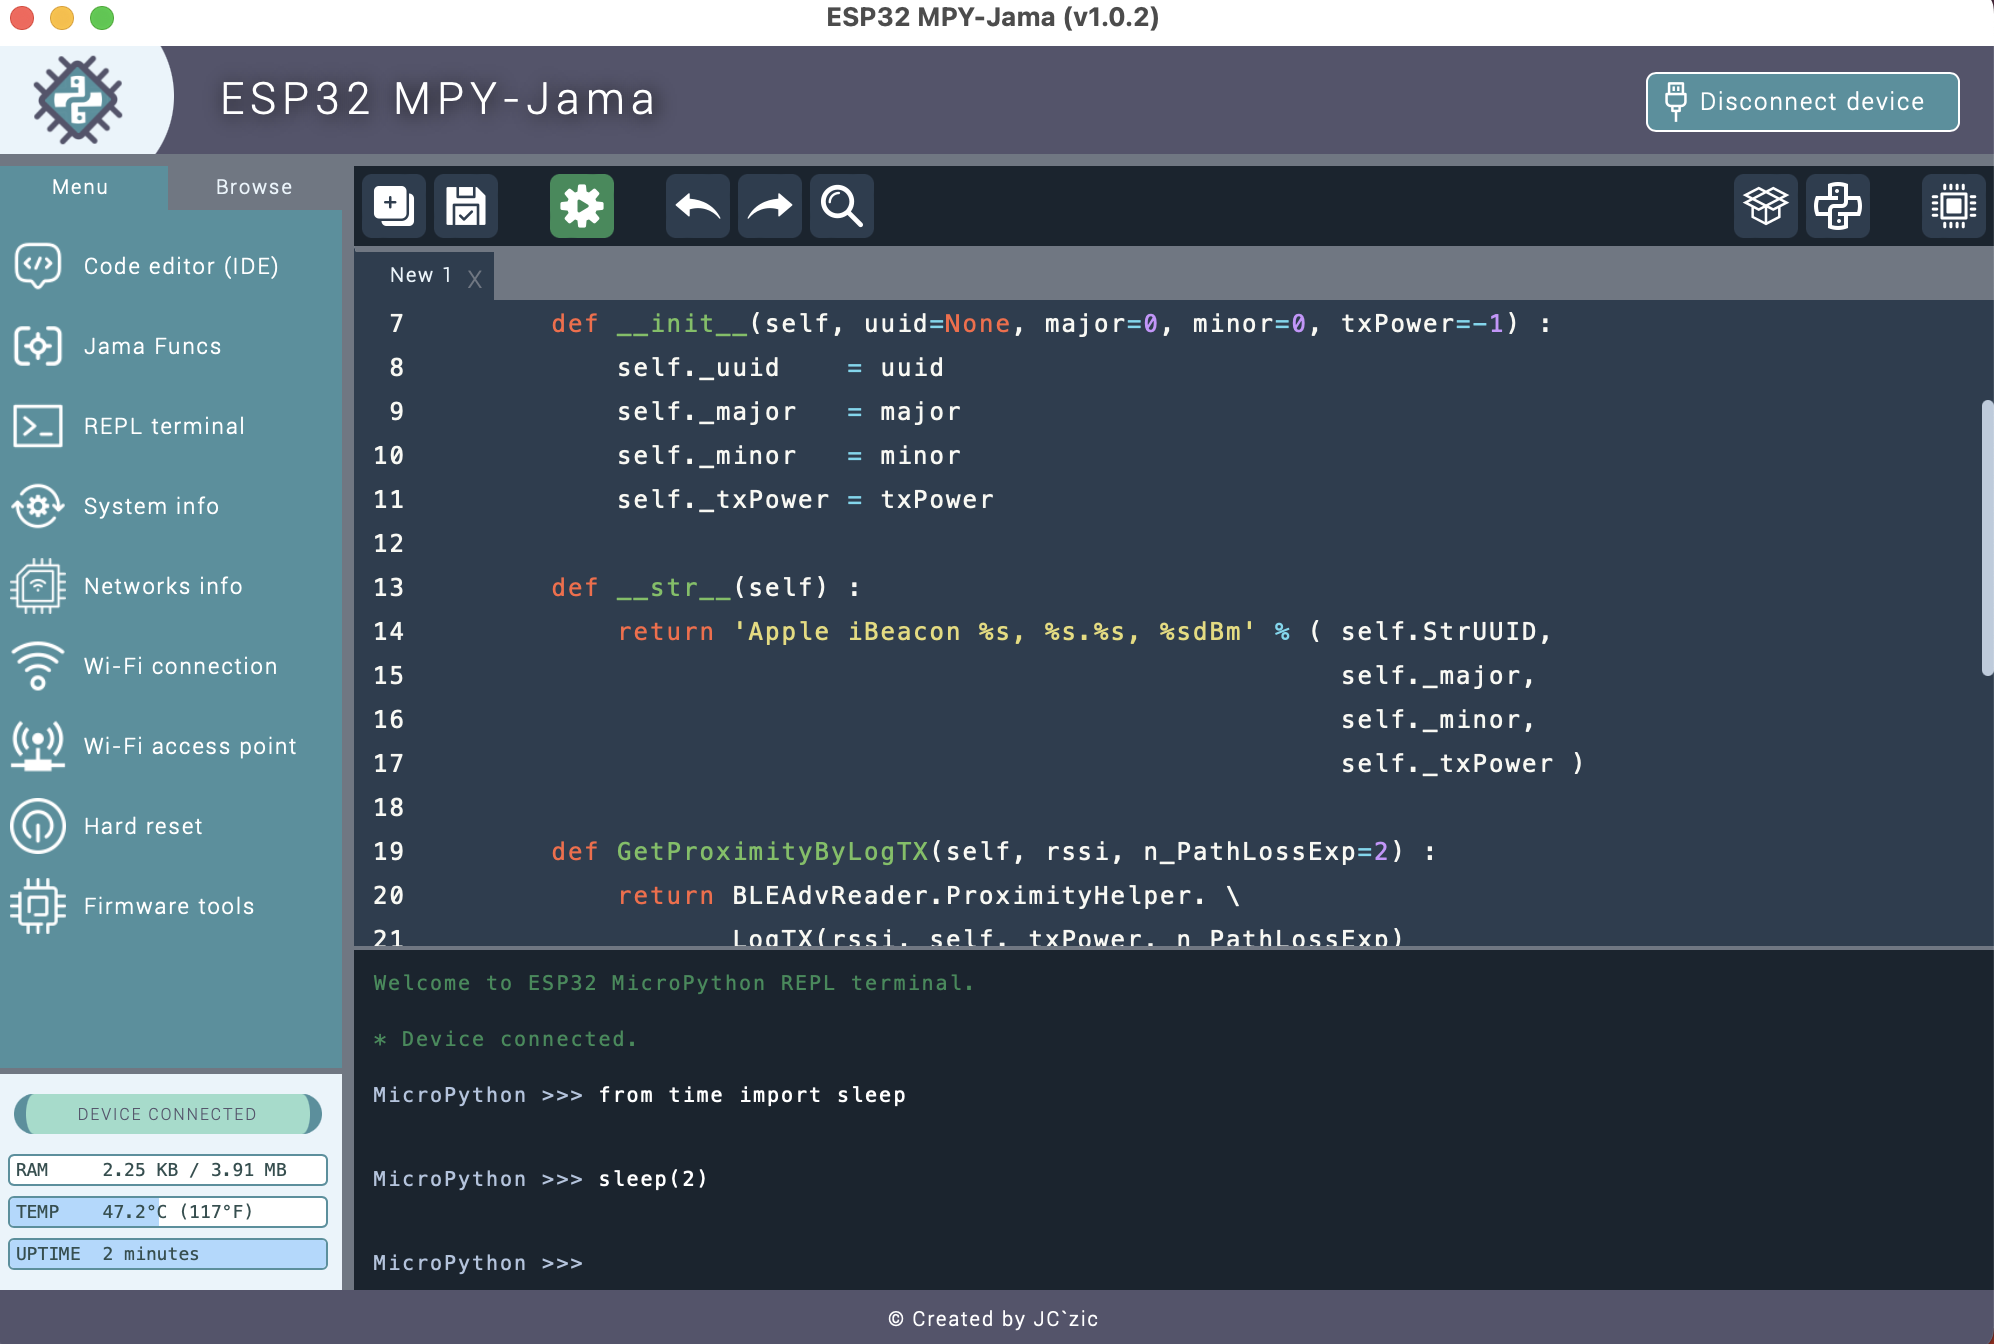 ESP32 MPY-Jama (v1.0.2)
ESP32 MPY-Jama
Disconnect device
Menu
Browse
Code editor (IDE)
Jama Funcs
REPL terminal
System info
Networks info
Wi-Fi connection
Wi-Fi access point
Hard reset
Firmware tools
DEVICE CONNECTED
RAM 2.25 KB / 3.91 MB
TEMP 47.2°C (117°F)
UPTIME 2 minutes
New 1 X
7 def __init__(self, uuid=None, major=0, minor=0, txPower=-1) :
8 self._uuid = uuid
9 self._major = major
10 self._minor = minor
11 self._txPower = txPower
12
13 def __str__(self) :
14 return 'Apple iBeacon %s, %s.%s, %sdBm' % ( self.StrUUID,
15 self._major,
16 self._minor,
17 self._txPower )
18
19 def GetProximityByLogTX(self, rssi, n_PathLossExp=2) :
20 return BLEAdvReader.ProximityHelper. \
21 LogTX(rssi, self._txPower, n_PathLossExp)
Welcome to ESP32 MicroPython REPL terminal.
* Device connected.
MicroPython >>> from time import sleep
MicroPython >>> sleep(2)
MicroPython >>>
© Created by JC`zic